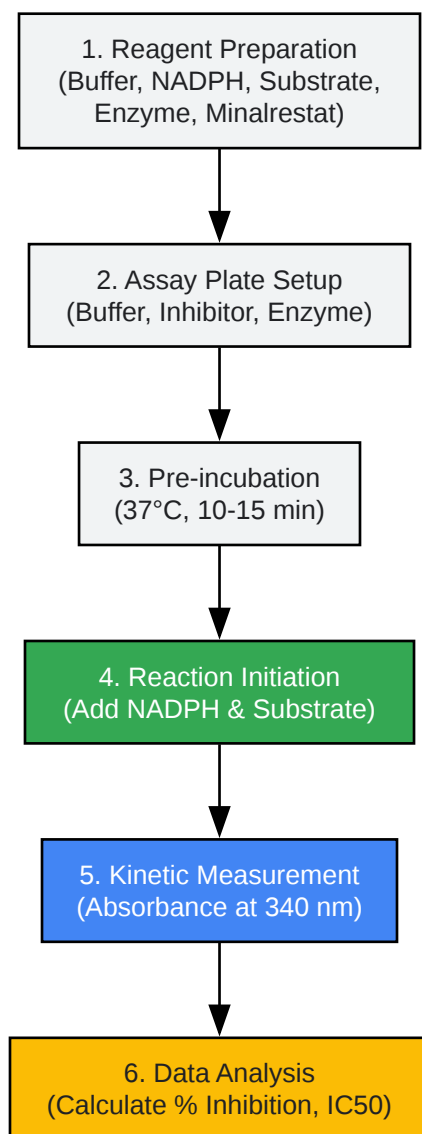 1. Reagent Preparation
(Buffer, NADPH, Substrate,
Enzyme, Minalrestat)
2. Assay Plate Setup
(Buffer, Inhibitor, Enzyme)
3. Pre-incubation
(37°C, 10-15 min)
4. Reaction Initiation
(Add NADPH & Substrate)
5. Kinetic Measurement
(Absorbance at 340 nm)
6. Data Analysis
(Calculate % Inhibition, IC50)